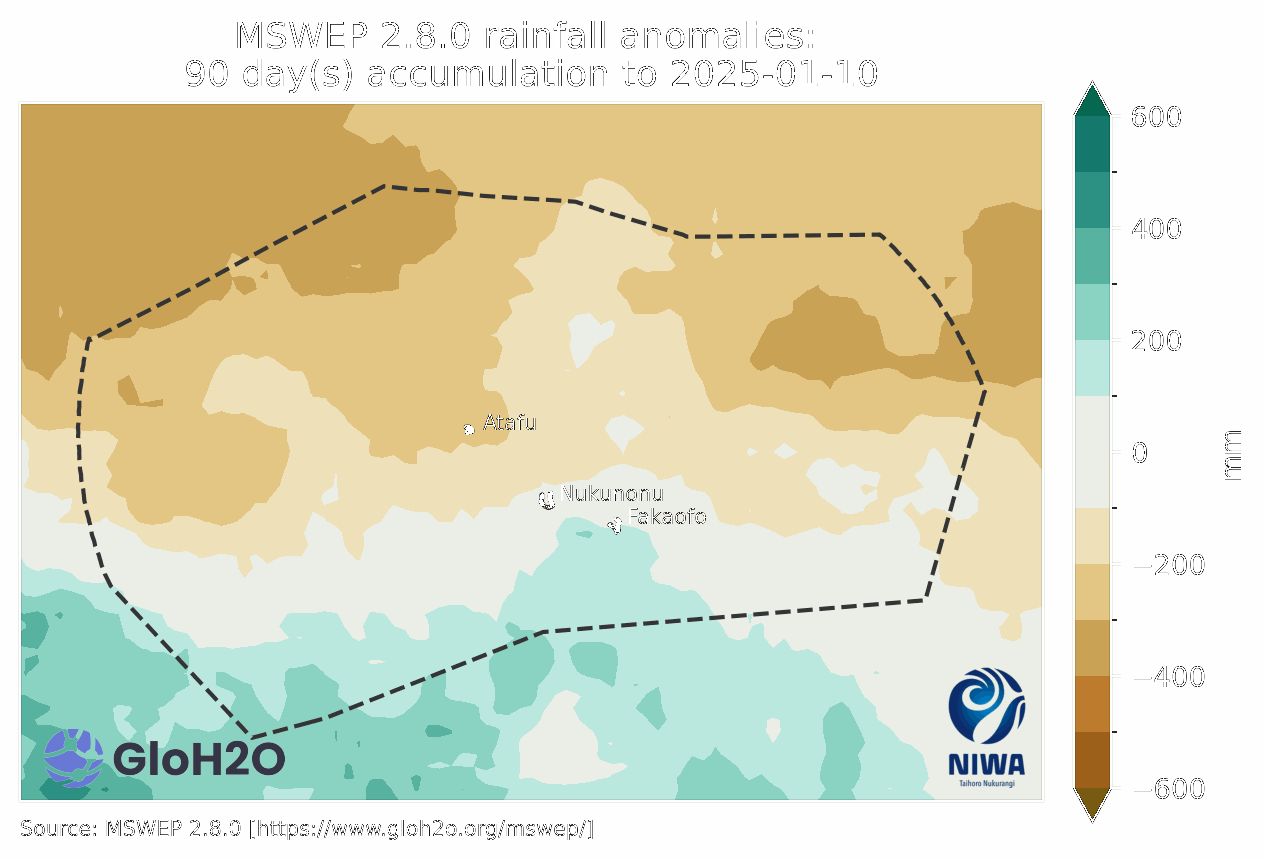 MSWEP 2.8.0 rainfall anomalies:
90 day(s) accumulation to 2025-01-10
600
400
200
0
−200
−400
−600
mm
Atafu
Nukunonu
Fakaofo
GloH2O
NIWA
Taihoro Nukurangi
Source: MSWEP 2.8.0 [https://www.gloh2o.org/mswep/]